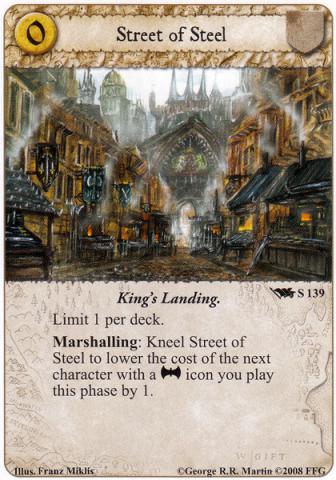 0
Street of Steel
S 139
King's Landing.
Limit 1 per deck.
Marshalling: Kneel Street of
Steel to lower the cost of the next
character with a icon you play
this phase by 1.
W GIFT
Illus. Franz Miklis ©George R.R. Martin ©2008 FFG